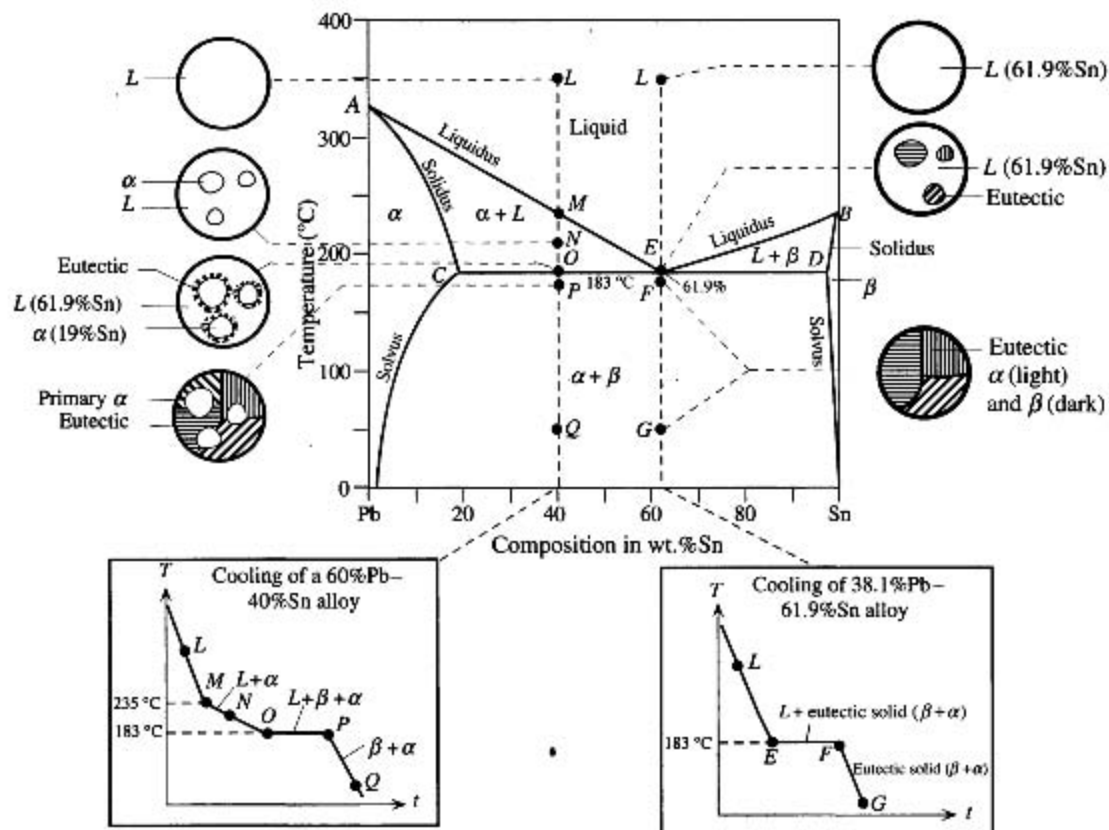 400
L
L
L
L (61.9%Sn)
A
Liquid
300
Liquidus
Solidus
L (61.9%Sn)
α
L
α
α + L
M
Eutectic
B
N
E
Liquidus
Solidus
Temperature (°C)
200
O
L + β
D
Eutectic
C
183 °C
61.9%
L (61.9%Sn)
P
F
β
α (19%Sn)
Solvus
Solvus
100
α + β
Eutectic
α (light)
and β (dark)
Primary α
Eutectic
Q
G
0
Pb
20
40
60
80
Sn
Composition in wt.%Sn
T
Cooling of a 60%Pb–
40%Sn alloy
L
M
L+α
235 °C
N
L+β+α
O
P
183 °C
β+α
Q
t
T
Cooling of 38.1%Pb–
61.9%Sn alloy
L
L + eutectic solid (β+α)
183 °C
E
F
Eutectic solid (β+α)
G
t